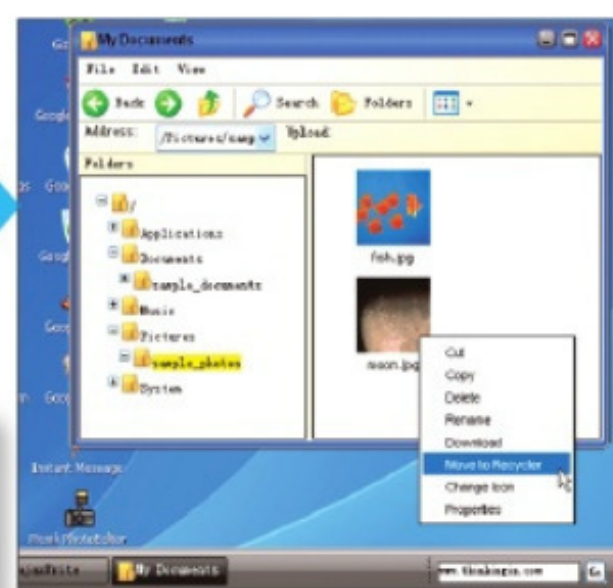 My Documents
File Edit View
Back Search Folders
Address: /Pictures/samp Upload:
Folders
/
Applications
Documents
sample_documents
Music
Pictures
sample_photos
System
fish.jpg
moon.jpg
Cut
Copy
Delete
Rename
Download
Move to Recycler
Change Icon
Properties
Instant Message
My Documents
Go